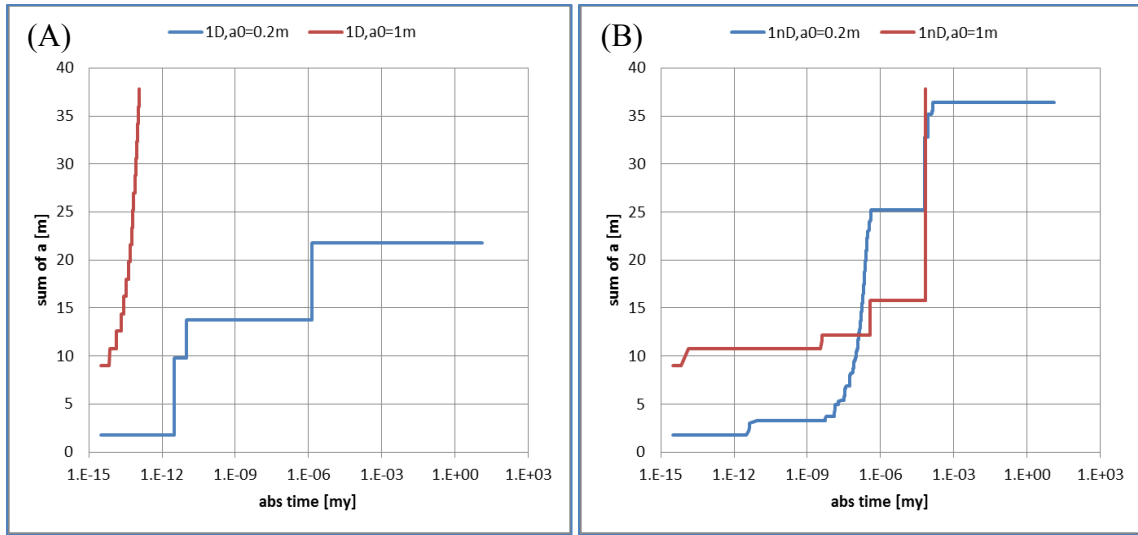 (A)
1D,a0=0.2m
1D,a0=1m
40
35
30
25
20
15
10
5
0
sum of a [m]
1.E-15
1.E-12
1.E-09
1.E-06
1.E-03
1.E+00
1.E+03
abs time [my]
(B)
1nD,a0=0.2m
1nD,a0=1m
40
35
30
25
20
15
10
5
0
sum of a [m]
1.E-15
1.E-12
1.E-09
1.E-06
1.E-03
1.E+00
1.E+03
abs time [my]